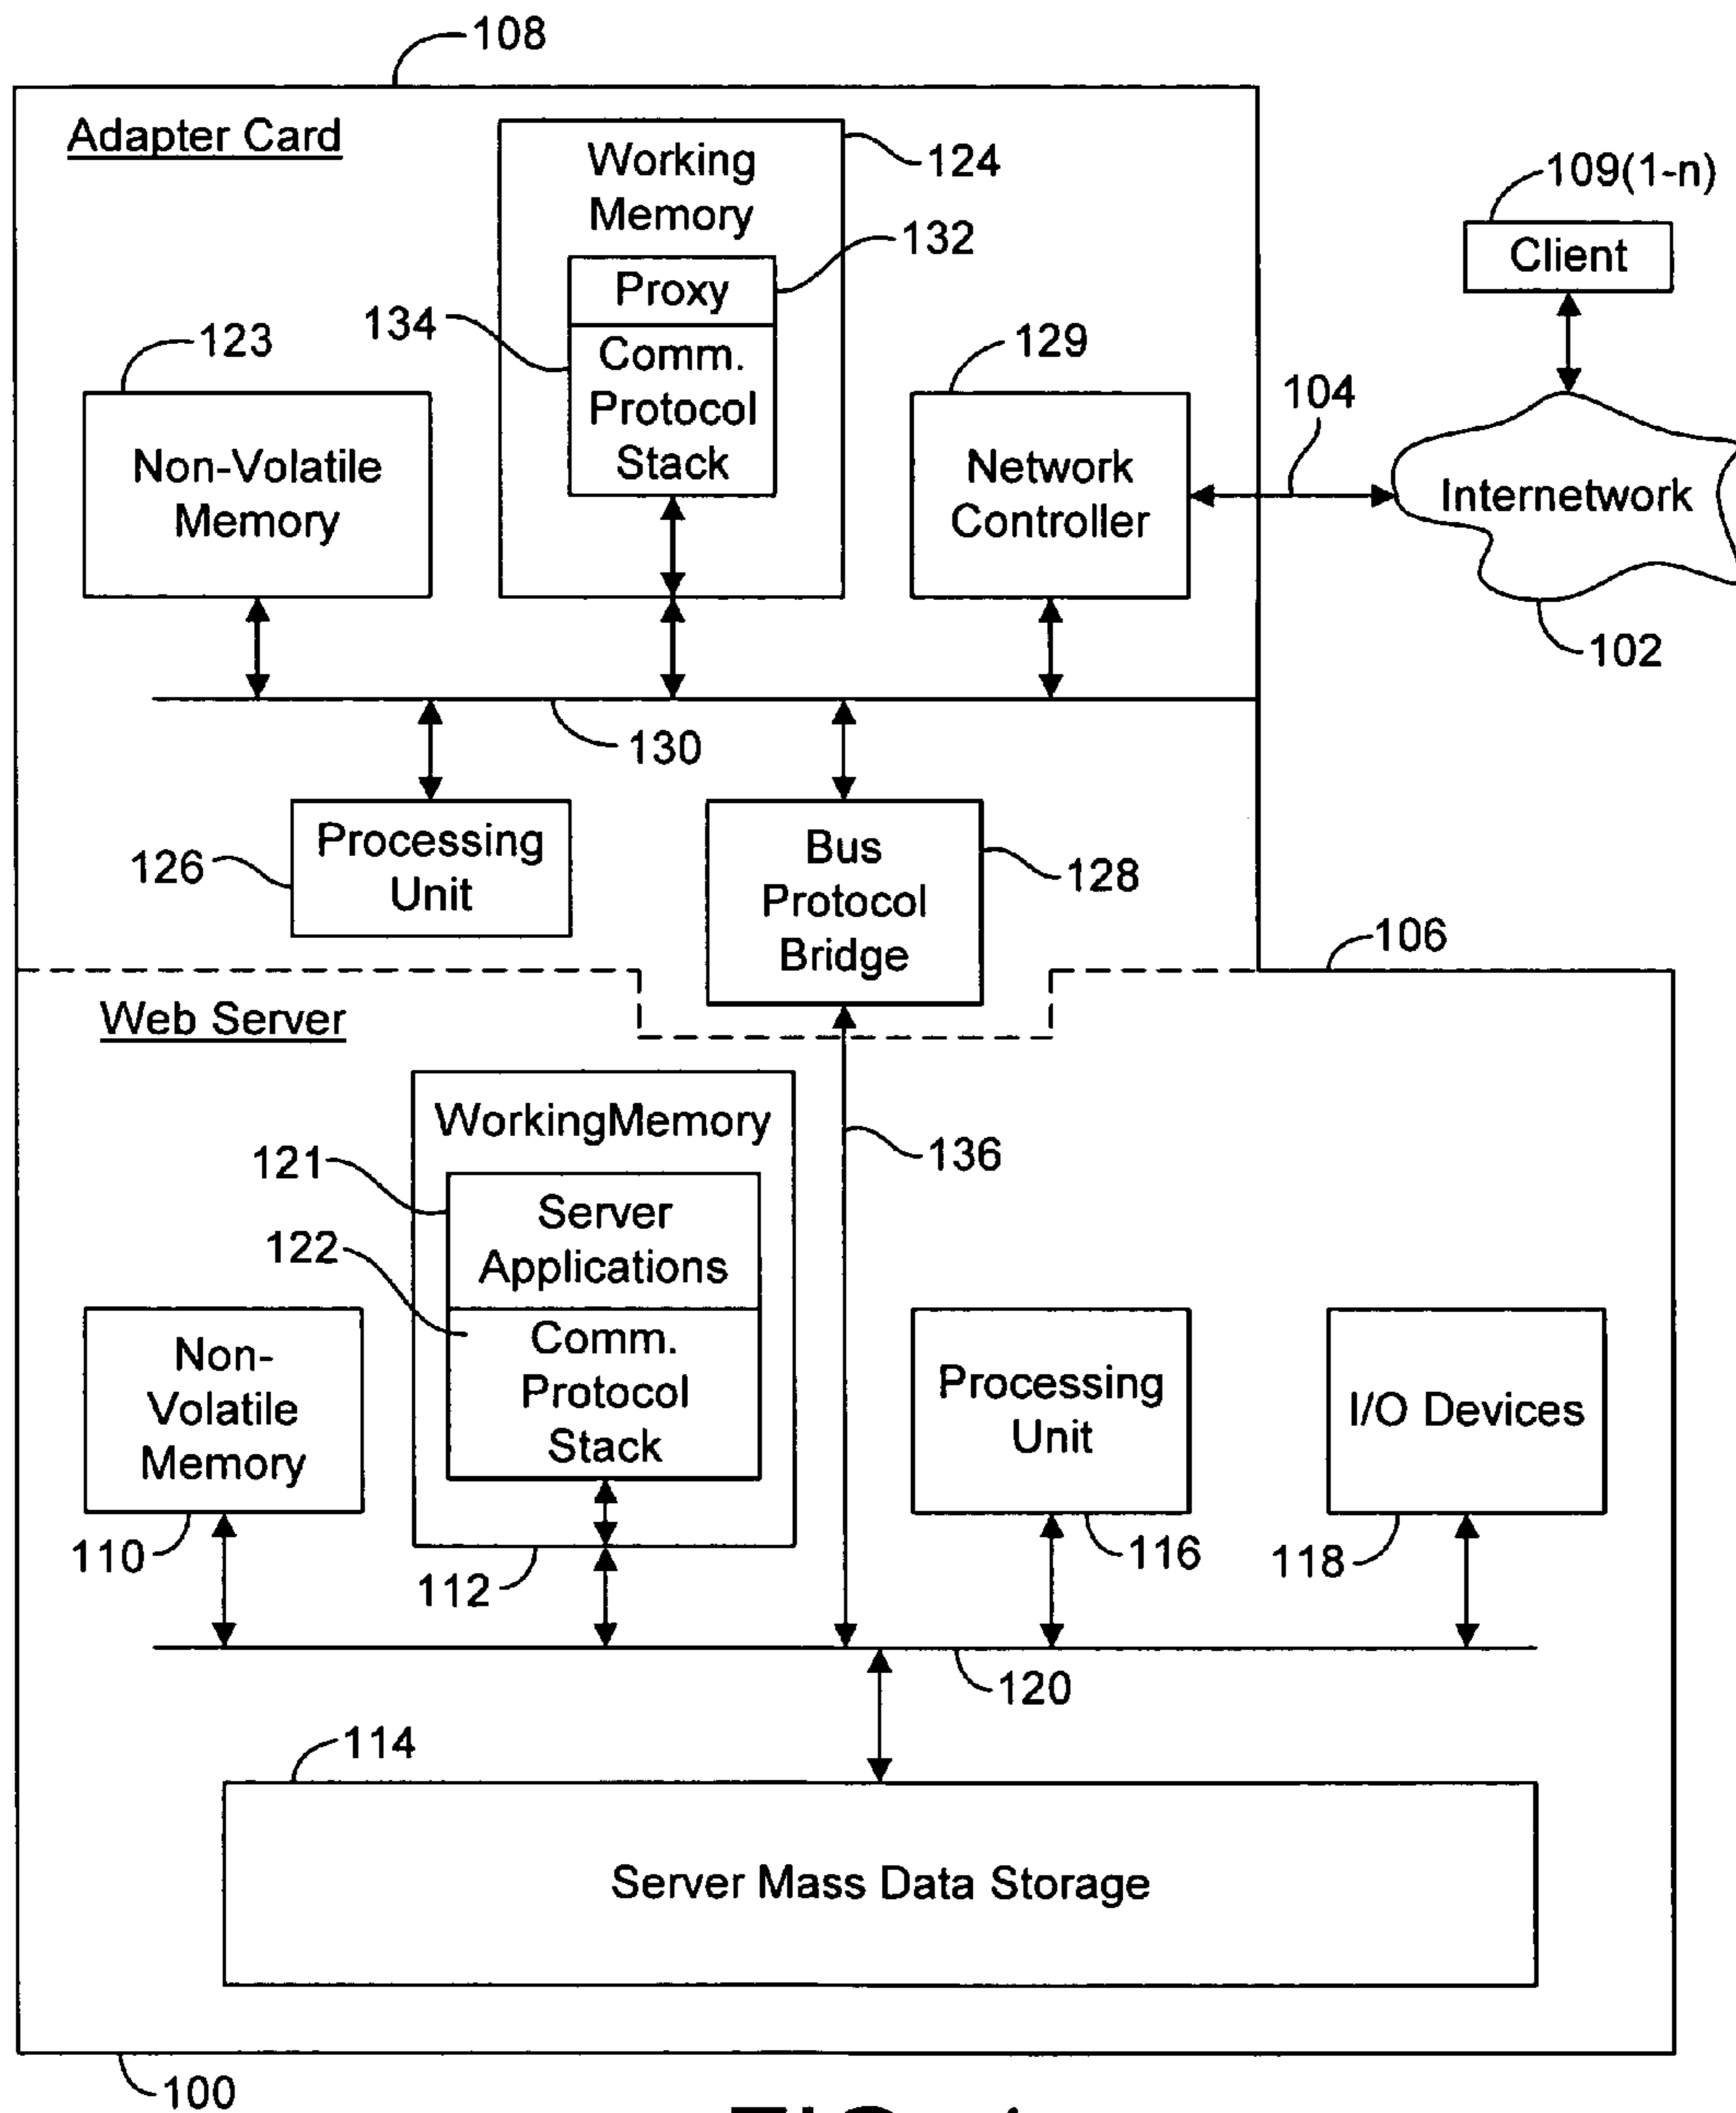 108
Adapter Card
Working
Memory
124
109(1-n)
Client
132
Proxy
134
Comm.
Protocol
Stack
123
Non-Volatile
Memory
129
Network
Controller
104
Internetwork
102
130
Processing
Unit
126
Bus
Protocol
Bridge
128
106
Web Server
WorkingMemory
136
121
Server
Applications
122
Comm.
Protocol
Stack
Non-
Volatile
Memory
110
112
Processing
Unit
116
I/O Devices
118
120
114
Server Mass Data Storage
100